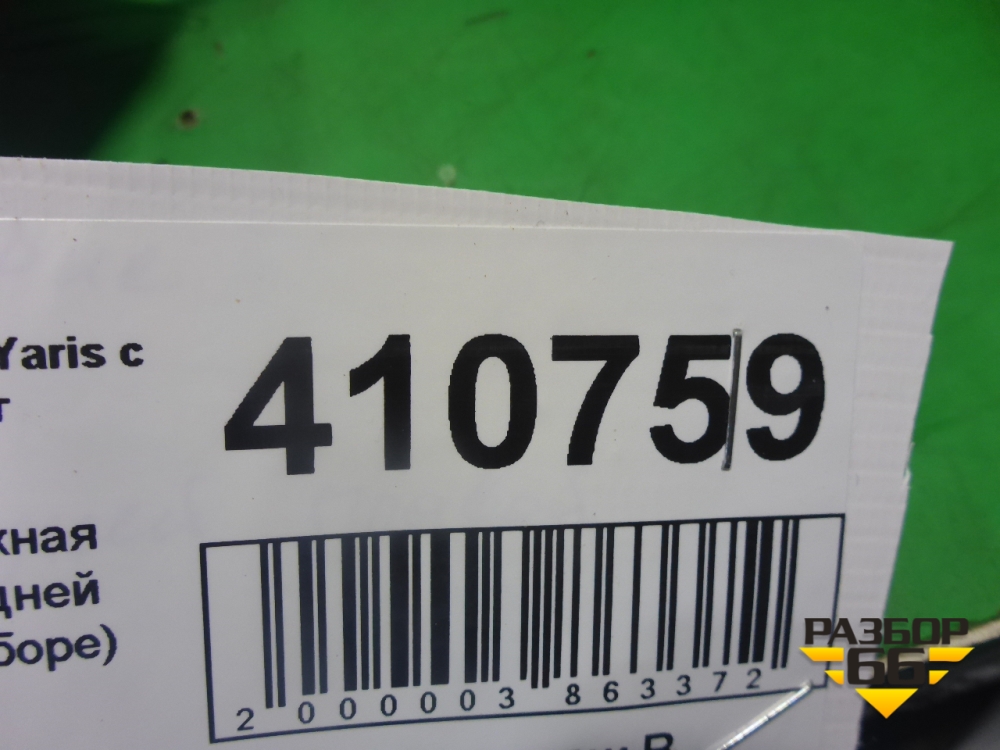 Yaris с
410759
жная
дней
боре)
2 000003 863372
РАЗБОР
66